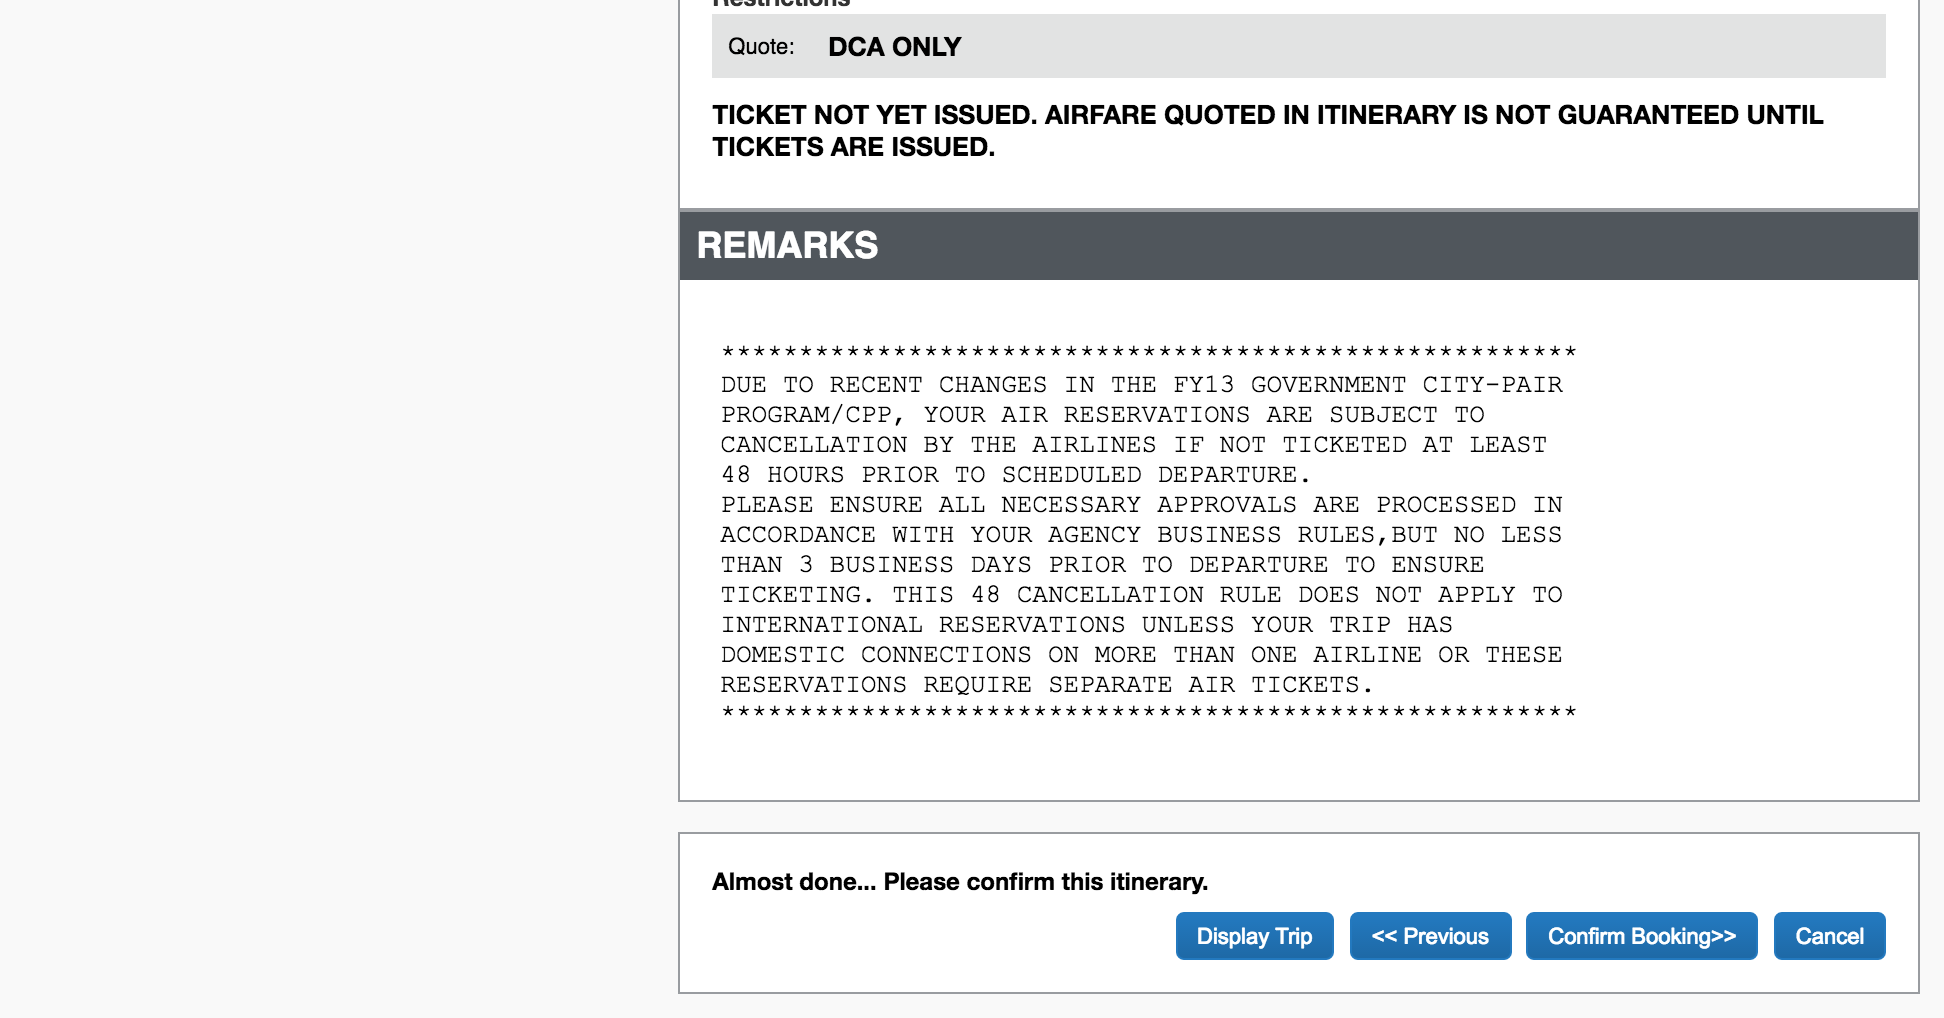 Restrictions
Quote: DCA ONLY
TICKET NOT YET ISSUED. AIRFARE QUOTED IN ITINERARY IS NOT GUARANTEED UNTIL
TICKETS ARE ISSUED.
REMARKS
*******************************************************
DUE TO RECENT CHANGES IN THE FY13 GOVERNMENT CITY-PAIR
PROGRAM/CPP, YOUR AIR RESERVATIONS ARE SUBJECT TO
CANCELLATION BY THE AIRLINES IF NOT TICKETED AT LEAST
48 HOURS PRIOR TO SCHEDULED DEPARTURE.
PLEASE ENSURE ALL NECESSARY APPROVALS ARE PROCESSED IN
ACCORDANCE WITH YOUR AGENCY BUSINESS RULES,BUT NO LESS
THAN 3 BUSINESS DAYS PRIOR TO DEPARTURE TO ENSURE
TICKETING. THIS 48 CANCELLATION RULE DOES NOT APPLY TO
INTERNATIONAL RESERVATIONS UNLESS YOUR TRIP HAS
DOMESTIC CONNECTIONS ON MORE THAN ONE AIRLINE OR THESE
RESERVATIONS REQUIRE SEPARATE AIR TICKETS.
*******************************************************
Almost done... Please confirm this itinerary.
Display Trip << Previous Confirm Booking>> Cancel